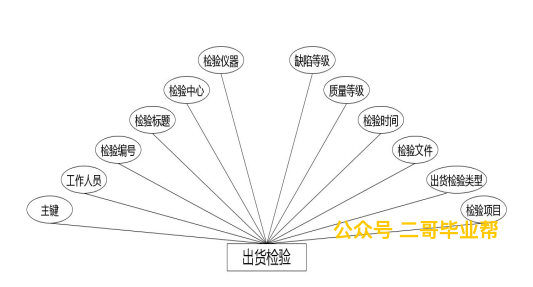 检验仪器 缺陷等级
检验中心 质量等级
检验标题 检验时间
检验编号 检验文件
工作人员 出货检验类型
主键 检验项目
公众号 二哥毕业帮
出货检验